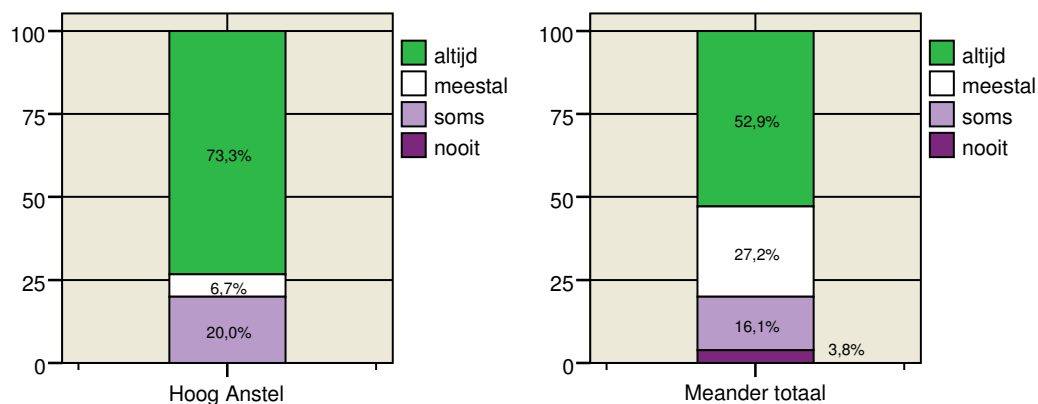 100
75
50
25
0
73,3%
6,7%
20,0%
Hoog Anstel
altijd
meestal
soms
nooit
100
75
50
25
0
52,9%
27,2%
16,1%
3,8%
Meander totaal
altijd
meestal
soms
nooit